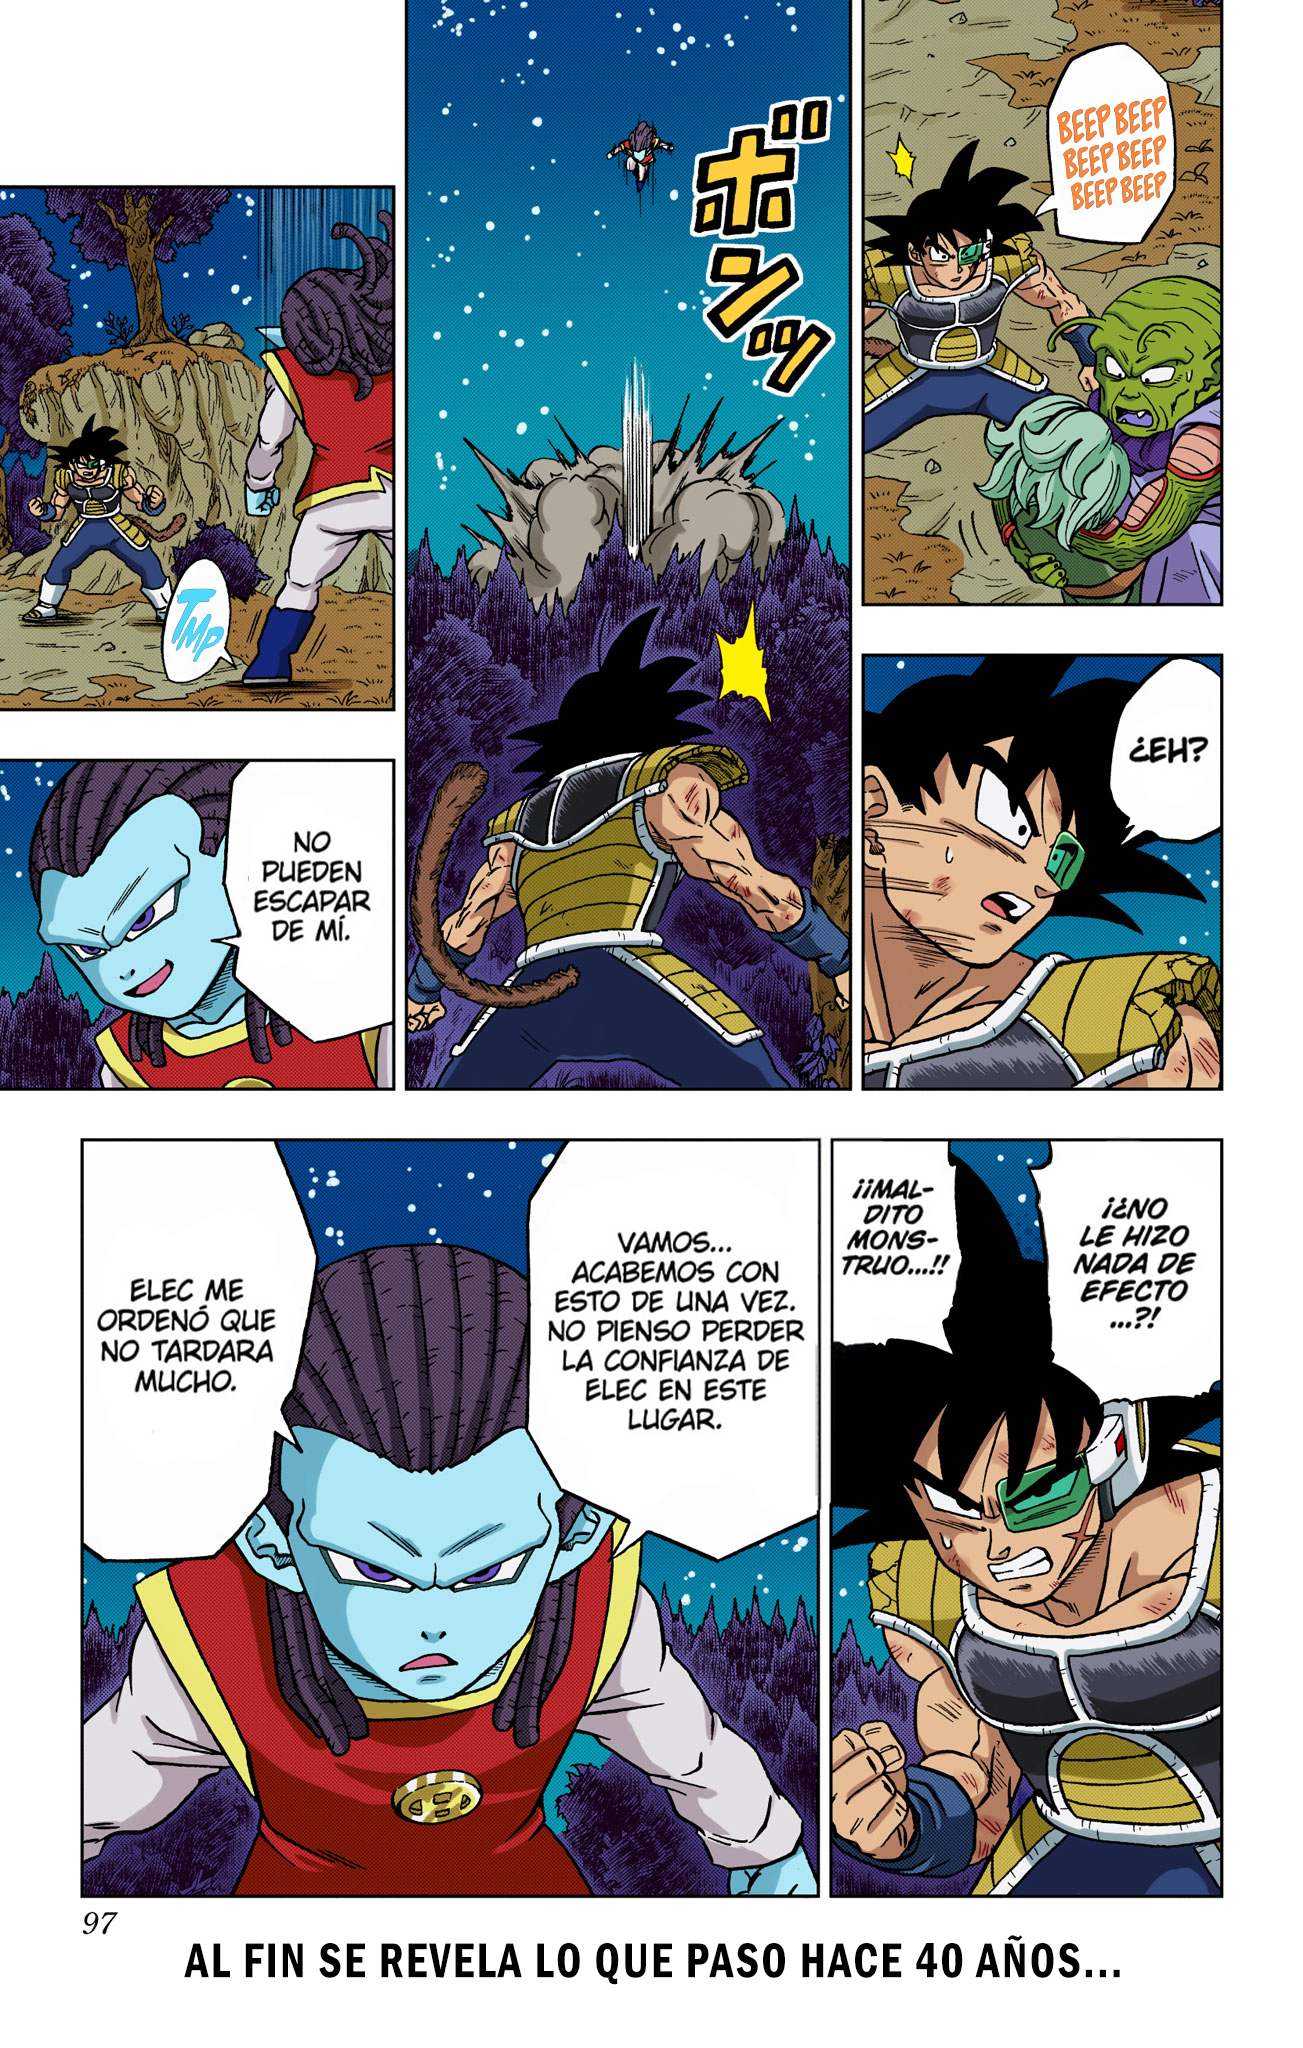 BEEP BEEP
BEEP BEEP
BEEP BEEP
¿EH?
ボンッ
TMP
NO
PUEDEN
ESCAPAR
DE MÍ.
¡¿NO
LE HIZO
NADA DE
EFECTO
...?!
¡¡MAL-
DITO
MONS-
TRUO...!!
VAMOS...
ACABEMOS CON
ESTO DE UNA VEZ.
NO PIENSO PERDER
LA CONFIANZA DE
ELEC EN ESTE
LUGAR.
ELEC ME
ORDENÓ QUE
NO TARDARA
MUCHO.
97
AL FIN SE REVELA LO QUE PASO HACE 40 AÑOS...